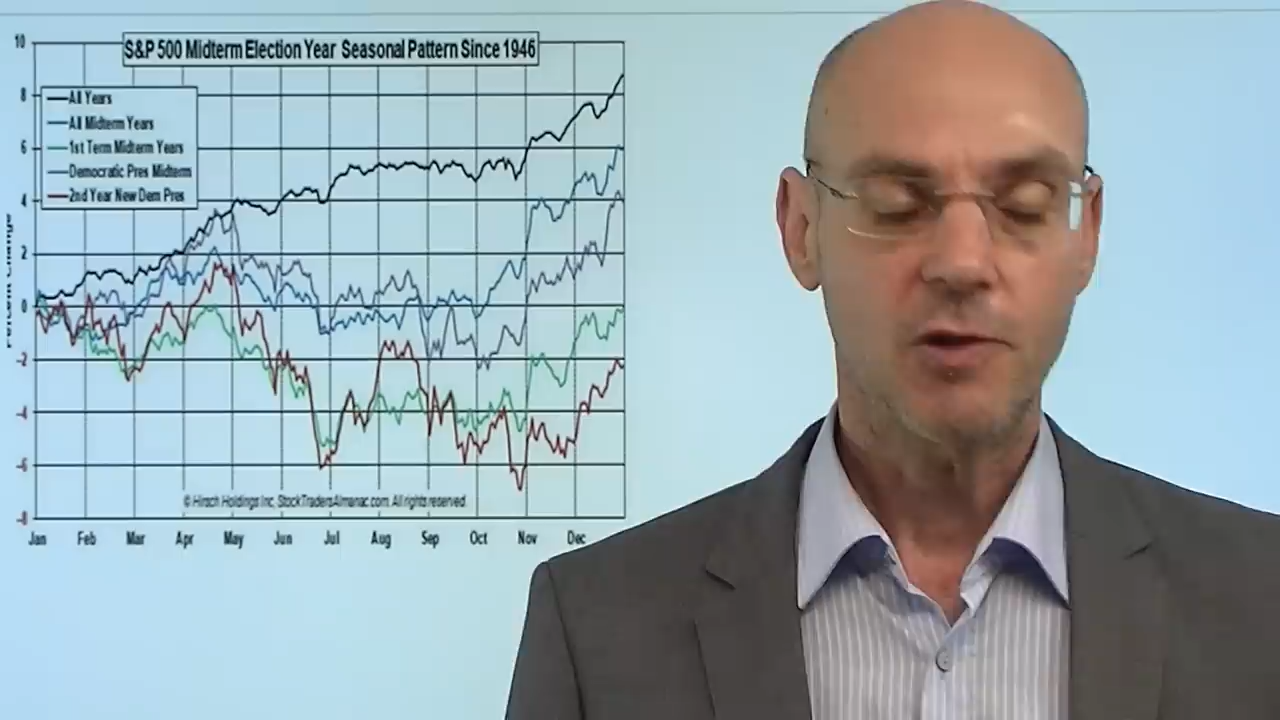 S&P 500 Midterm Election Year Seasonal Pattern Since 1946
10
8
6
4
2
0
-2
-4
-6
-8
Percent Change
All Years
All Midterm Years
1st Term Midterm Years
Democratic Pres Midterm
2nd Year New Dem Pres
© Hirsch Holdings Inc, StockTradersAlmanac.com. All rights reserved
Jan Feb Mar Apr May Jun Jul Aug Sep Oct Nov Dec